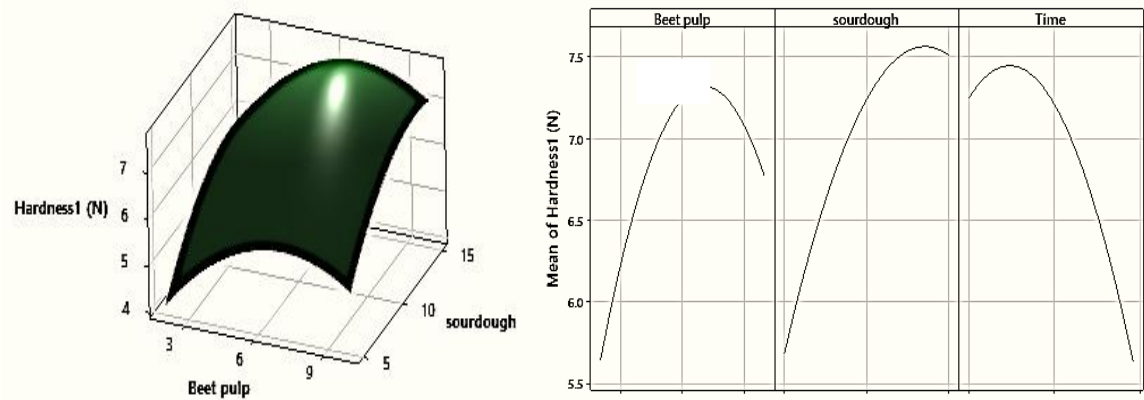 7
6
5
4
Hardness1 (N)
3
6
9
Beet pulp
5
10
15
sourdough
Beet pulp
sourdough
Time
7.5
7.0
6.5
6.0
5.5
Mean of Hardness1 (N)